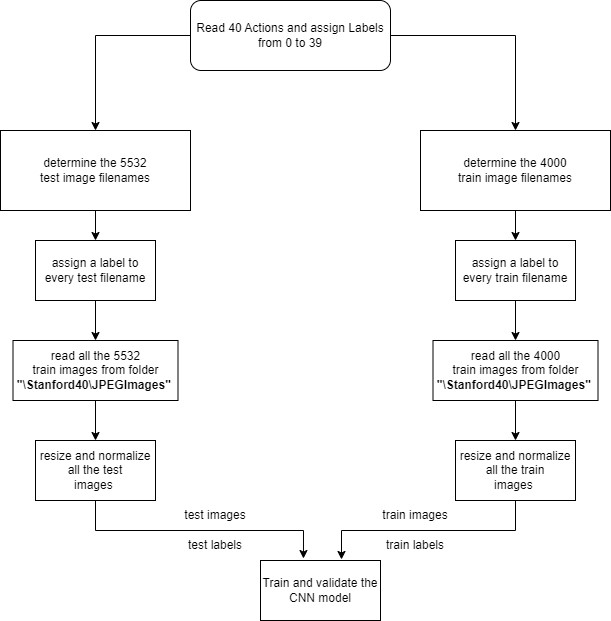 Read 40 Actions and assign Labels
from 0 to 39
determine the 5532
test image filenames
determine the 4000
train image filenames
assign a label to
every test filename
assign a label to
every train filename
read all the 5532
train images from folder
"\Stanford40\JPEGImages"
read all the 4000
train images from folder
"\Stanford40\JPEGImages"
resize and normalize
all the test
images
resize and normalize
all the train
images
test images
train images
test labels
train labels
Train and validate the
CNN model